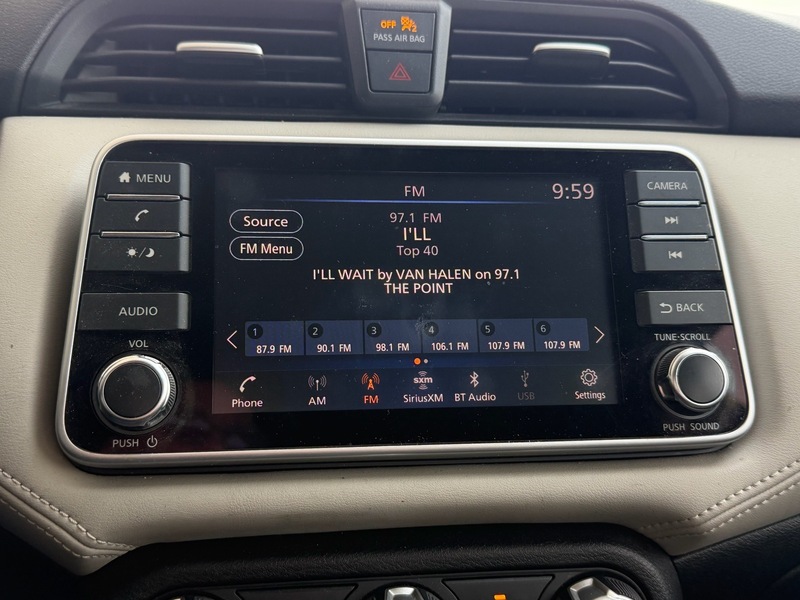 OFF 2
PASS AIR BAG
MENU
CAMERA
FM
9:59
Source
97.1 FM
I'LL
FM Menu
Top 40
I'LL WAIT by VAN HALEN on 97.1
THE POINT
AUDIO
BACK
VOL
TUNE·SCROLL
1 2 3 4 5 6
87.9 FM 90.1 FM 98.1 FM 106.1 FM 107.9 FM 107.9 FM
sxm
Phone AM FM SiriusXM BT Audio USB Settings
PUSH
PUSH SOUND